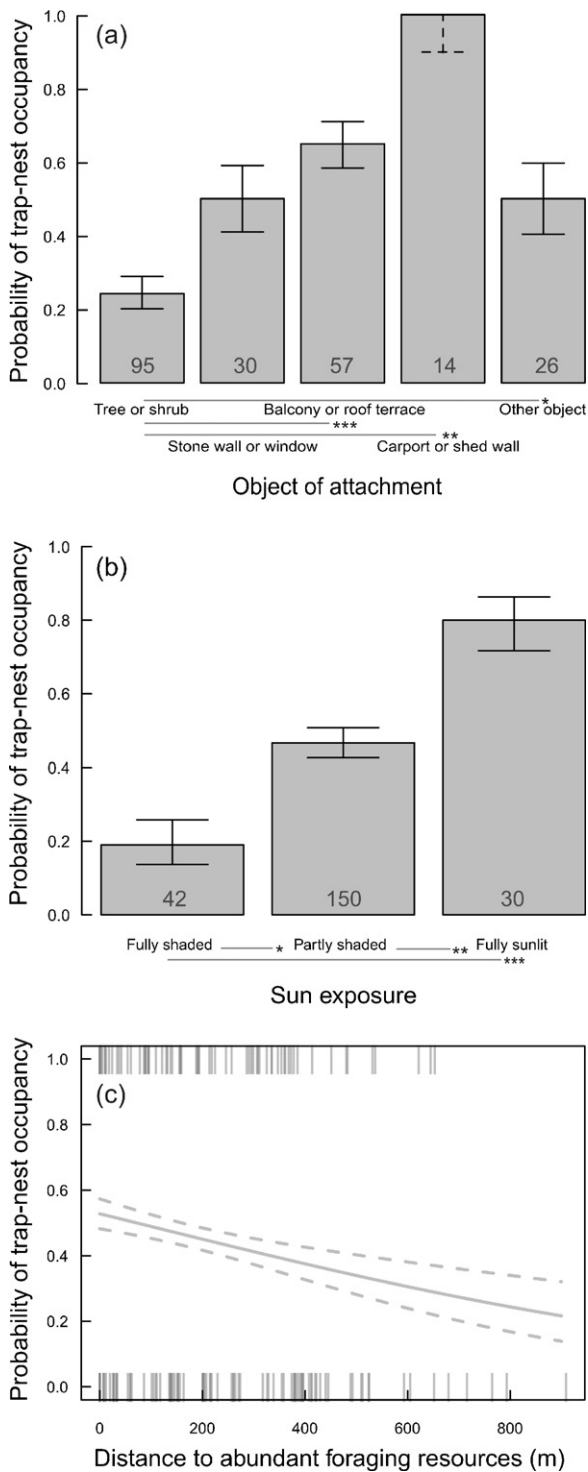 (a)
Probability of trap-nest occupancy
1.0
0.8
0.6
0.4
0.2
0.0
95 30 57 14 26
Tree or shrub Balcony or roof terrace Other object
*
***
**
Stone wall or window Carport or shed wall
Object of attachment
(b)
Probability of trap-nest occupancy
1.0
0.8
0.6
0.4
0.2
0.0
42 150 30
Fully shaded * Partly shaded ** Fully sunlit
***
Sun exposure
(c)
Probability of trap-nest occupancy
1.0
0.8
0.6
0.4
0.2
0.0
0 200 400 600 800
Distance to abundant foraging resources (m)